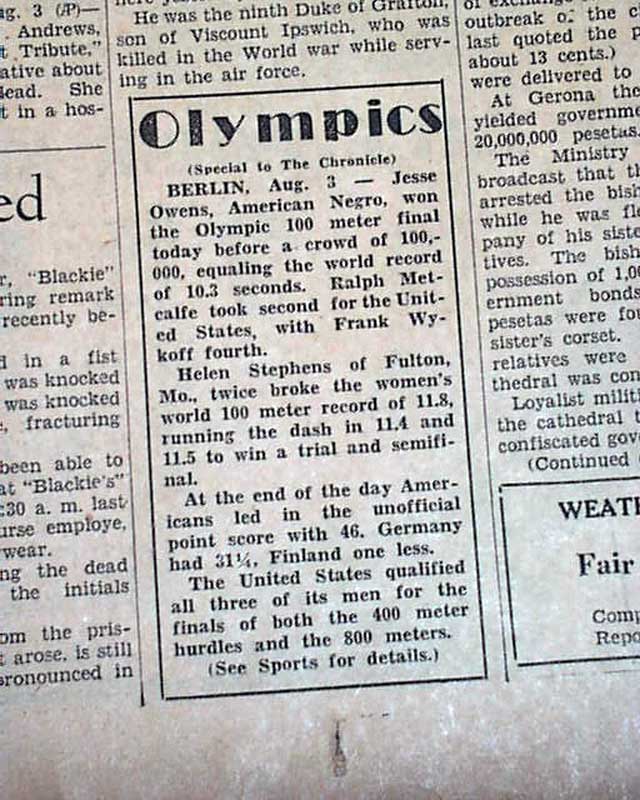 ug. 3 (AP)—
Andrews,
t Tribute,"
ative about
dead. She
t in a hos-
ed
r, "Blackie"
ring remark
recently be-
d in a fist
was knocked
was knocked
e, fracturing
been able to
at "Blackie's"
:30 a. m. last
urse employe,
wear.
ng the dead
the initials
om the pris-
t arose, is still
pronounced in
He was the ninth Duke of Grafton,
son of Viscount Ipswich, who was
killed in the World war while serv-
ing in the air force.
Olympics
(Special to The Chronicle)
BERLIN, Aug. 3 — Jesse
Owens, American Negro, won
the Olympic 100 meter final
today before a crowd of 100,-
000, equaling the world record
of 10.3 seconds. Ralph Met-
calfe took second for the Unit-
ed States, with Frank Wy-
koff fourth.
Helen Stephens of Fulton,
Mo., twice broke the women's
world 100 meter record of 11.8,
running the dash in 11.4 and
11.5 to win a trial and semifi-
nal.
At the end of the day Amer-
icans led in the unofficial
point score with 46. Germany
had 31¼, Finland one less.
The United States qualified
all three of its men for the
finals of both the 400 meter
hurdles and the 800 meters.
(See Sports for details.)
outbreak of the c
last quoted the p
about 13 cents.)
were delivered to
At Gerona the
yielded governme
20,000,000 pesetas.
The Ministry
broadcast that th
arrested the bish
while he was fle
pany of his siste
tives. The bish
possession of 1,00
ernment bonds
pesetas were fou
sister's corset.
relatives were
thedral was con
Loyalist militi
the cathedral t
confiscated gov
(Continued
WEAT
Fair
Comp
Repo